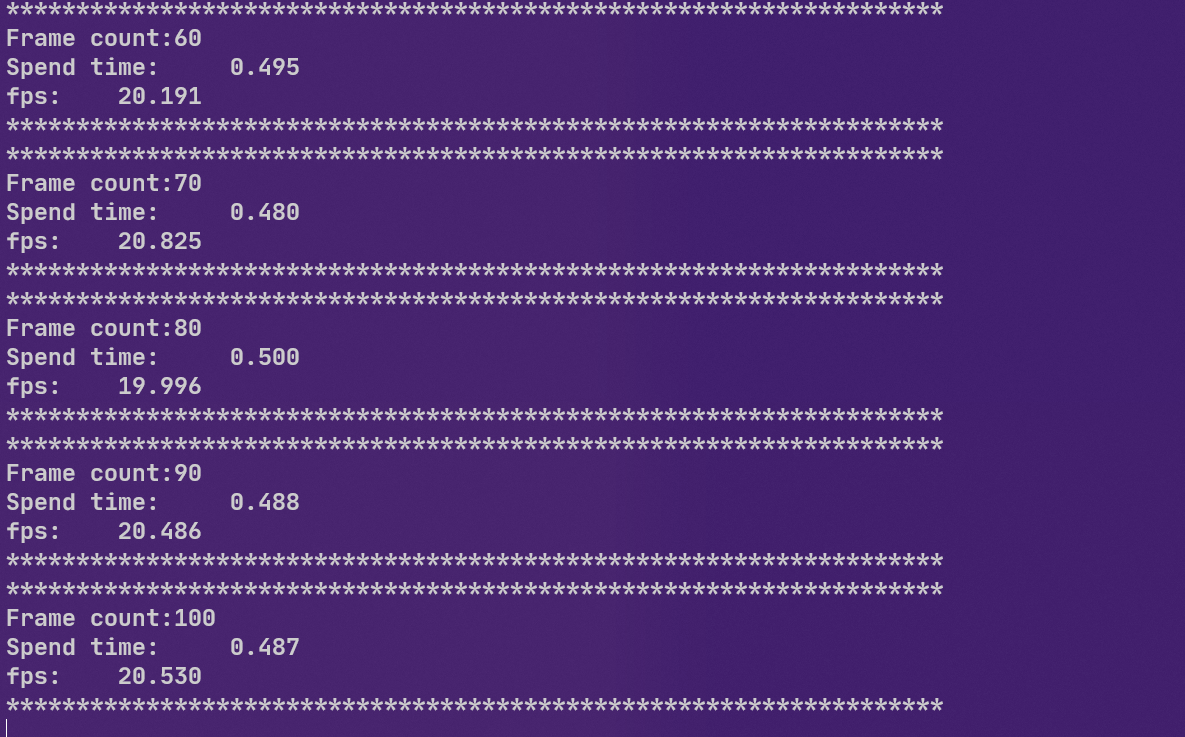 *******************************************************************
Frame count:60
Spend time:     0.495
fps:    20.191
*******************************************************************
*******************************************************************
Frame count:70
Spend time:     0.480
fps:    20.825
*******************************************************************
*******************************************************************
Frame count:80
Spend time:     0.500
fps:    19.996
*******************************************************************
*******************************************************************
Frame count:90
Spend time:     0.488
fps:    20.486
*******************************************************************
*******************************************************************
Frame count:100
Spend time:     0.487
fps:    20.530
*******************************************************************